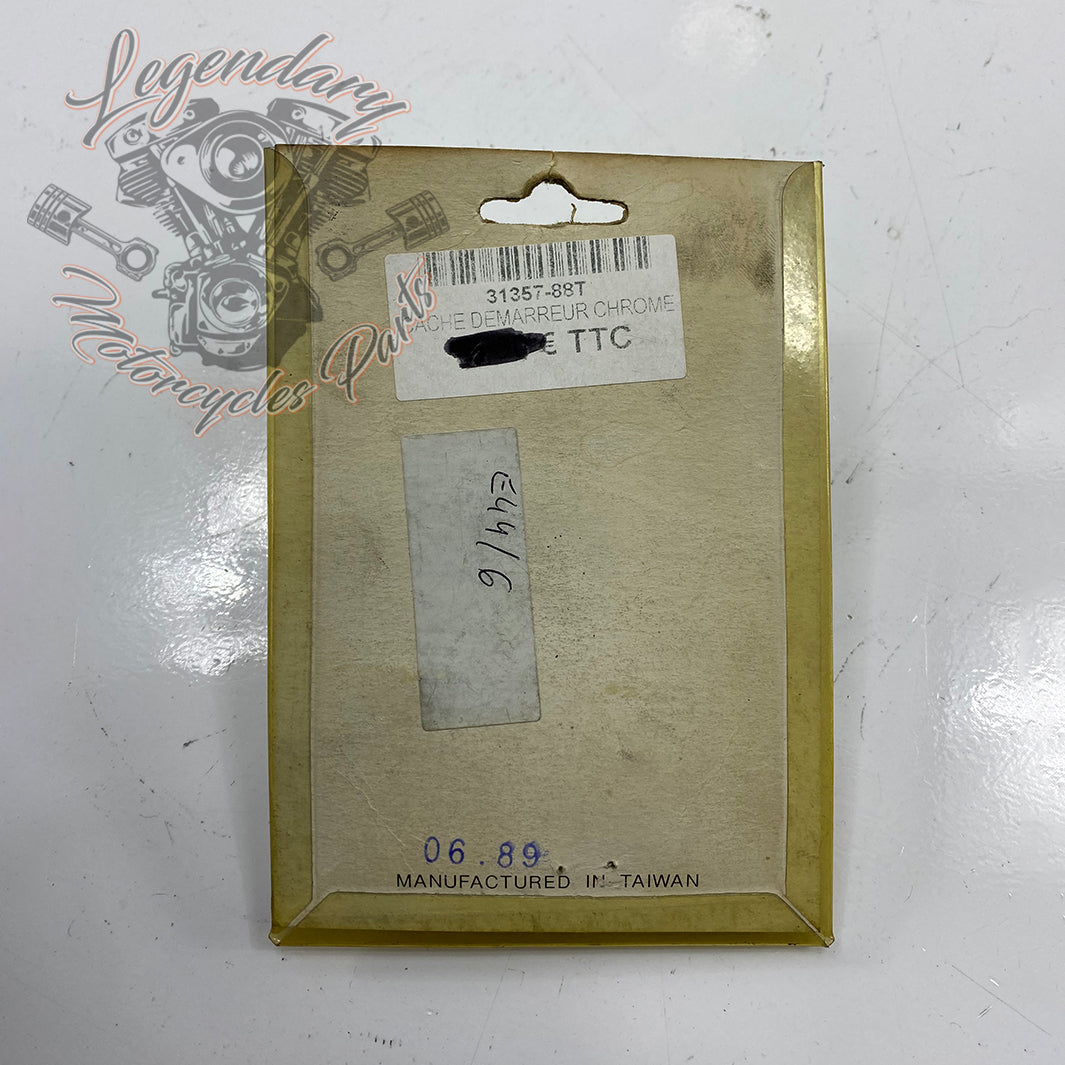 Legendary
Motorcycles Parts
31357-88T
CACHE DEMARREUR CHROME
€ TTC
E44/6
06.89
MANUFACTURED IN TAIWAN